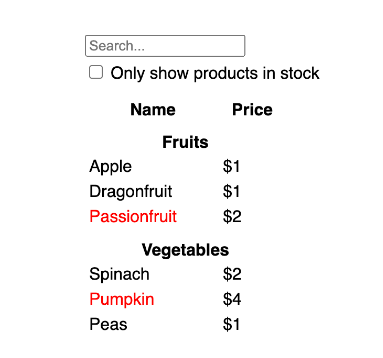 Search...
Only show products in stock
Name Price
Fruits
Apple $1
Dragonfruit $1
Passionfruit $2
Vegetables
Spinach $2
Pumpkin $4
Peas $1